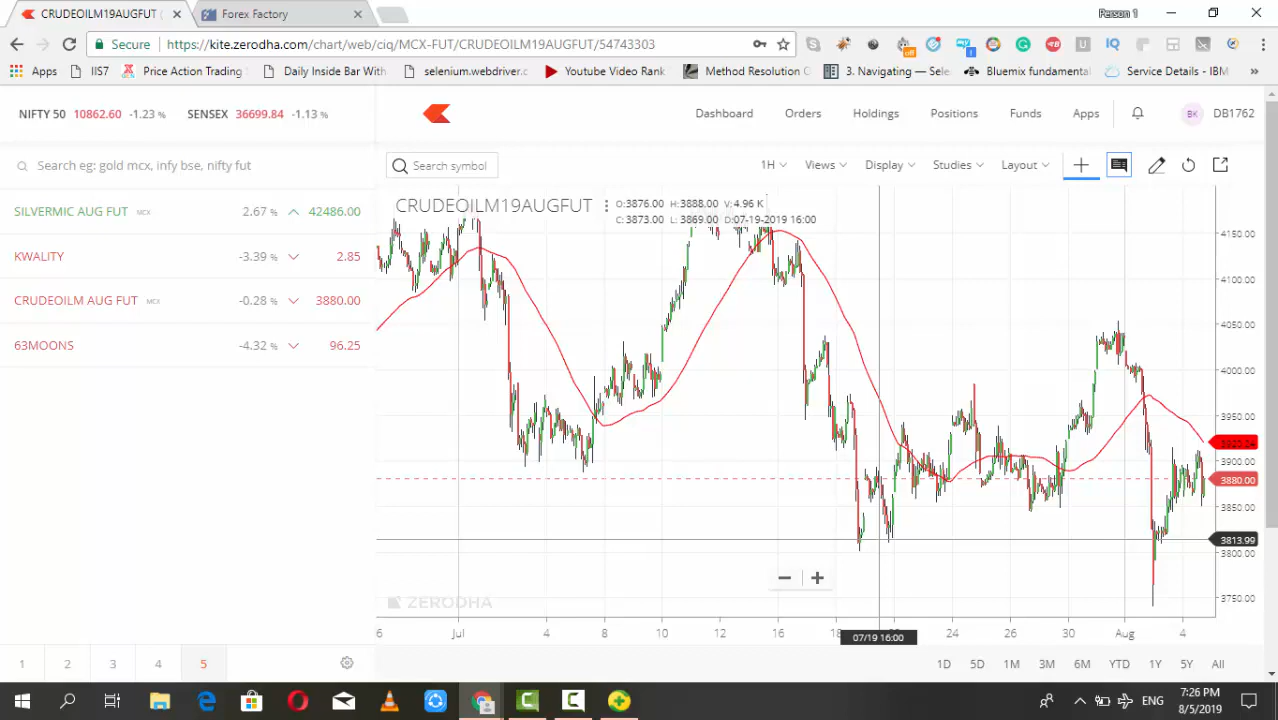 CRUDEOILM19AUGFUT (
Forex Factory
Person 1
Secure
https://kite.zerodha.com/chart/web/ciq/MCX-FUT/CRUDEOILM19AUGFUT/54743303
Apps
IIS7
Price Action Trading
Daily Inside Bar With
selenium.webdriver.c
Youtube Video Rank
Method Resolution O
3. Navigating — Sele
Bluemix fundamental
Service Details - IBM
NIFTY 50 10862.60 -1.23 %
SENSEX 36699.84 -1.13 %
Dashboard
Orders
Holdings
Positions
Funds
Apps
BK
DB1762
Search eg: gold mcx, infy bse, nifty fut
Search symbol
1H
Views
Display
Studies
Layout
SILVERMIC AUG FUT MCX 2.67 % 42486.00
KWALITY -3.39 % 2.85
CRUDEOILM AUG FUT MCX -0.28 % 3880.00
63MOONS -4.32 % 96.25
CRUDEOILM19AUGFUT
O:3876.00 H:3888.00 V:4.96 K
C:3873.00 L: 3869.00 D:07-19-2019 16:00
4150.00
4100.00
4050.00
4000.00
3950.00
3900.00
3880.00
3850.00
3813.99
3800.00
3750.00
ZERODHA
6 Jul 4 8 10 12 16 18 24 26 30 Aug 4
07/19 16:00
1 2 3 4 5
1D 5D 1M 3M 6M YTD 1Y 5Y All
ENG
7:26 PM
8/5/2019